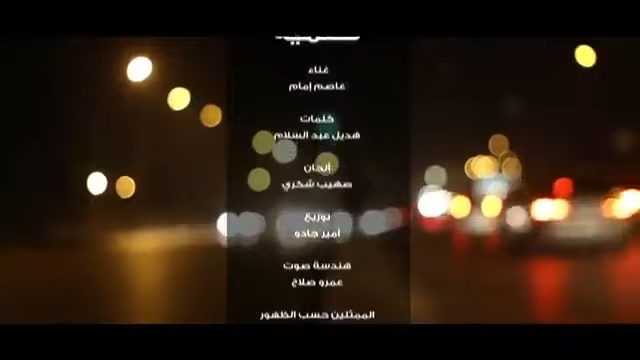 غناء
عاصم إمام
كلمات
هديل عبد السلام
ألحان
صهيب شكري
توزيع
أمير جادو
هندسة صوت
عمرو صلاح
الممثلين حسب الظهور